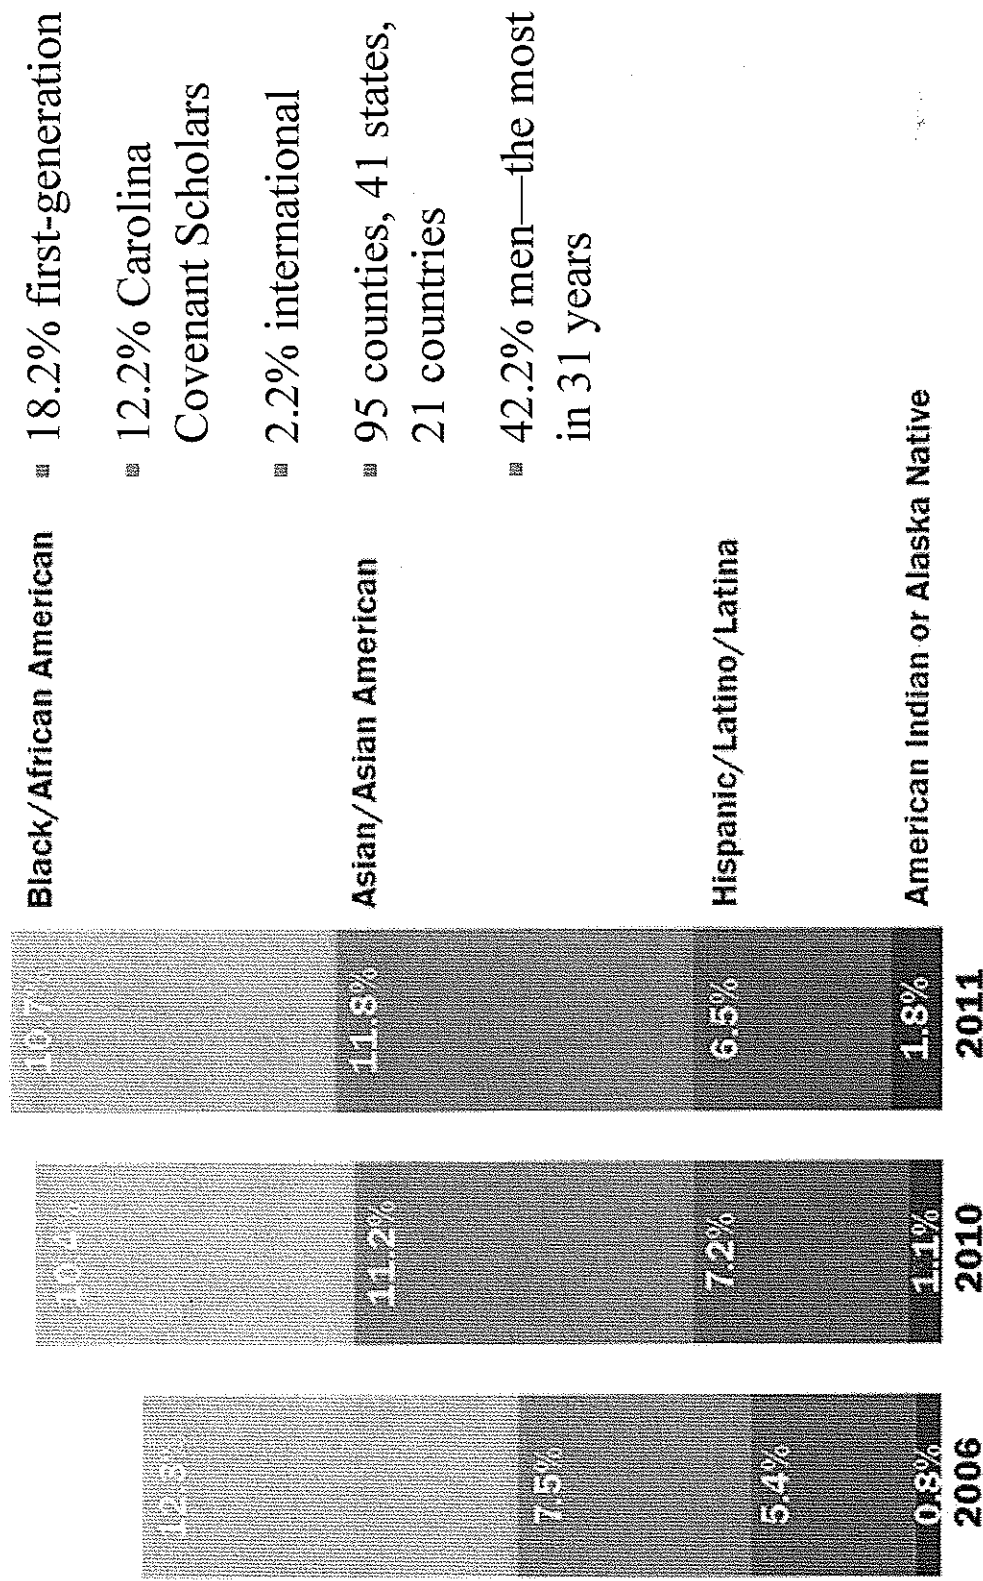 10.7%
11.8%
6.5%
1.8%
2011
11.2%
7.2%
1.1%
2010
7.5%
5.4%
0.8%
2006
Black/African American
Asian/Asian American
Hispanic/Latino/Latina
American Indian or Alaska Native
18.2% first-generation
12.2% Carolina
Covenant Scholars
2.2% international
95 counties, 41 states,
21 countries
42.2% men—the most
in 31 years